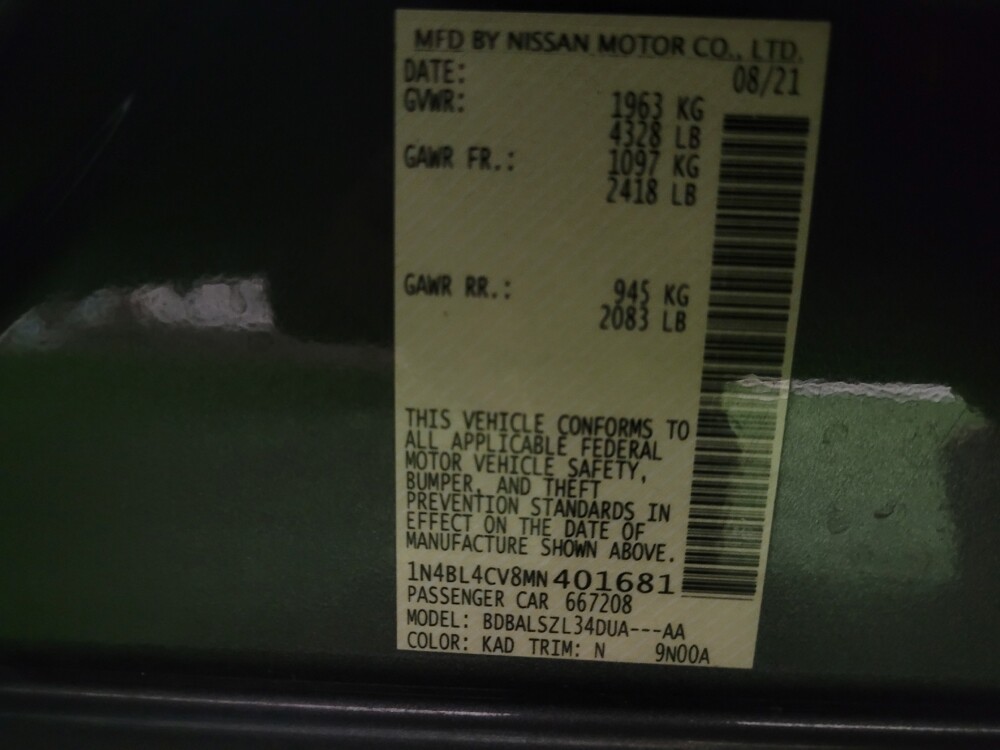 MFD BY NISSAN MOTOR CO., LTD.
DATE: 08/21
GVWR: 1963 KG
4328 LB
GAWR FR.: 1097 KG
2418 LB
GAWR RR.: 945 KG
2083 LB
THIS VEHICLE CONFORMS TO
ALL APPLICABLE FEDERAL
MOTOR VEHICLE SAFETY,
BUMPER, AND THEFT
PREVENTION STANDARDS IN
EFFECT ON THE DATE OF
MANUFACTURE SHOWN ABOVE.
1N4BL4CV8MN401681
PASSENGER CAR 667208
MODEL: BDBALSZL34DUA---AA
COLOR: KAD TRIM: N 9N00A